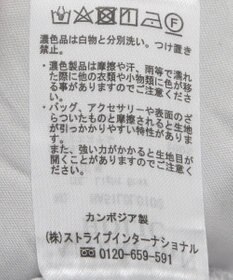 濃色品は白物と分別洗い。つけ置き
禁止。
・濃色製品は摩擦や汗、雨等で濡れ
た際に他の衣類や小物類に色が移
る事がありますのでご注意くださ
い。
・バッグ、アクセサリーや表面のざ
らついたものと摩擦されると生地
が引っかかりやすい特性がありま
す。
また、強い力がかかると生地目が
開くことがありますのでご注意く
ださい。
カンボジア製
(株)ストライプインターナショナル
☏ 0120-659-591